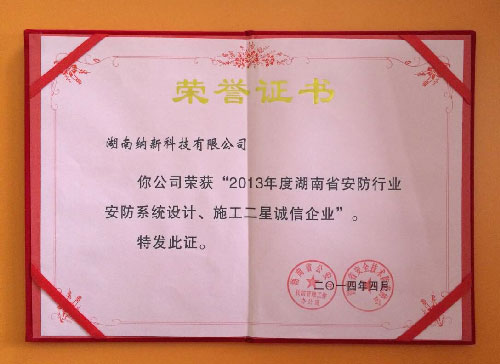 荣誉证书
湖南纳新科技有限公司
你公司荣获“2013年度湖南省安防行业
安防系统设计、施工二星诚信企业”。
特发此证。
二〇一四年四月